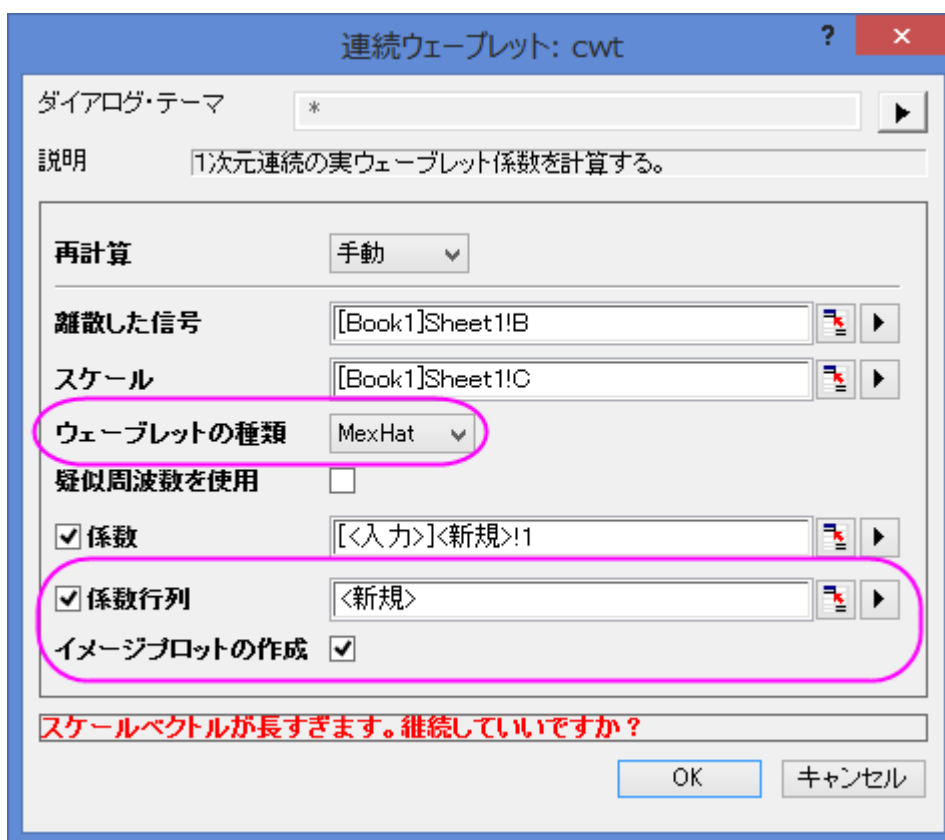 連続ウェーブレット: cwt
?
×
ダイアログ・テーマ
*
説明
1次元連続の実ウェーブレット係数を計算する。
再計算
手動
離散した信号
[Book1]Sheet1!B
スケール
[Book1]Sheet1!C
ウェーブレットの種類
MexHat
疑似周波数を使用
係数
[<入力>]<新規>!1
係数行列
<新規>
イメージプロットの作成
スケールベクトルが長すぎます。継続していいですか？
OK
キャンセル